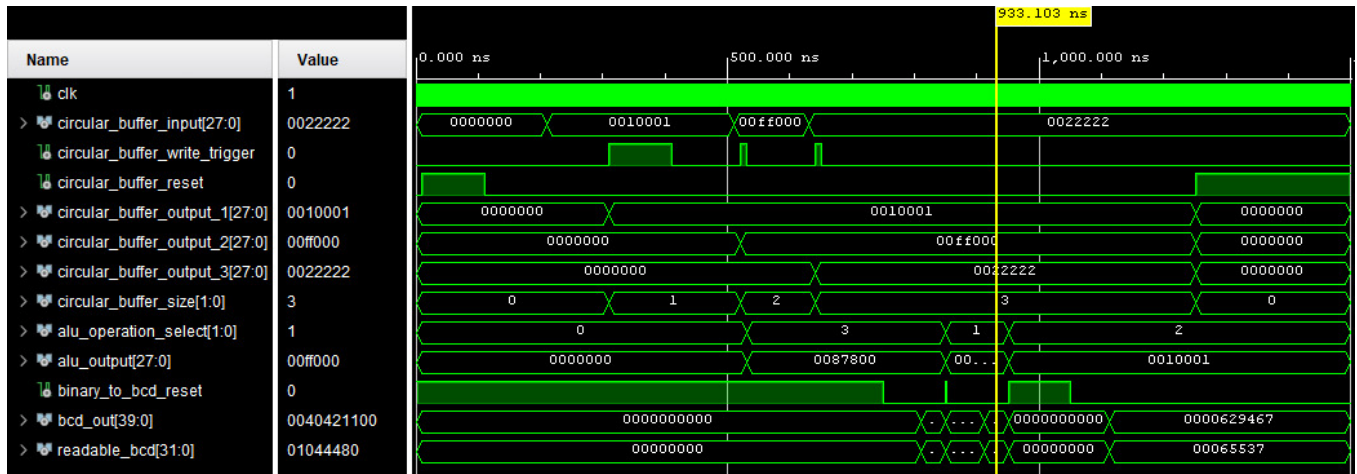 933.103 ns
Name Value 0.000 ns 500.000 ns 1,000.000 ns
clk 1
circular_buffer_input[27:0] 0022222 0000000 0010001 00ff000 0022222
circular_buffer_write_trigger 0
circular_buffer_reset 0
circular_buffer_output_1[27:0] 0010001 0000000 0010001 0000000
circular_buffer_output_2[27:0] 00ff000 0000000 00ff000 0000000
circular_buffer_output_3[27:0] 0022222 0000000 0022222 0000000
circular_buffer_size[1:0] 3 0 1 2 3 0
alu_operation_select[1:0] 1 0 3 1 2
alu_output[27:0] 00ff000 0000000 0087800 00... 0010001
binary_to_bcd_reset 0
bcd_out[39:0] 0040421100 0000000000 . ... . 0000000000 0000629467
readable_bcd[31:0] 01044480 00000000 . ... . 00000000 00065537